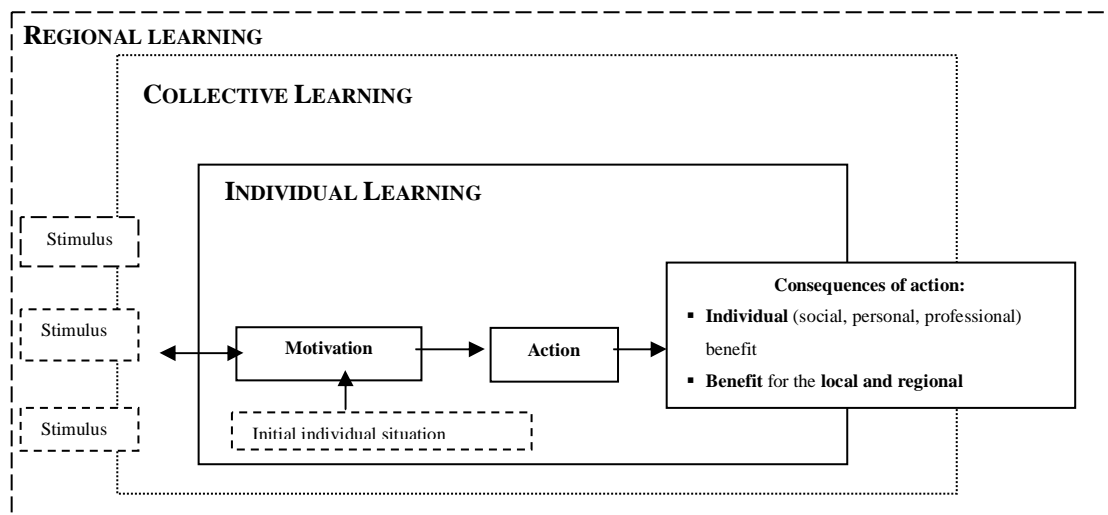 REGIONAL LEARNING
COLLECTIVE LEARNING
INDIVIDUAL LEARNING
Stimulus
Stimulus
Stimulus
Motivation
Action
Initial individual situation
Consequences of action:
▪ Individual (social, personal, professional)
benefit
▪ Benefit for the local and regional